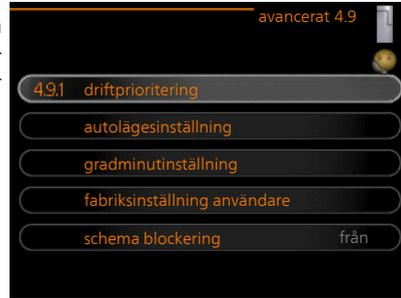 avancerat 4.9
4.9.1 driftprioritering
autolägesinställning
gradminutinställning
fabriksinställning användare
schema blockering från